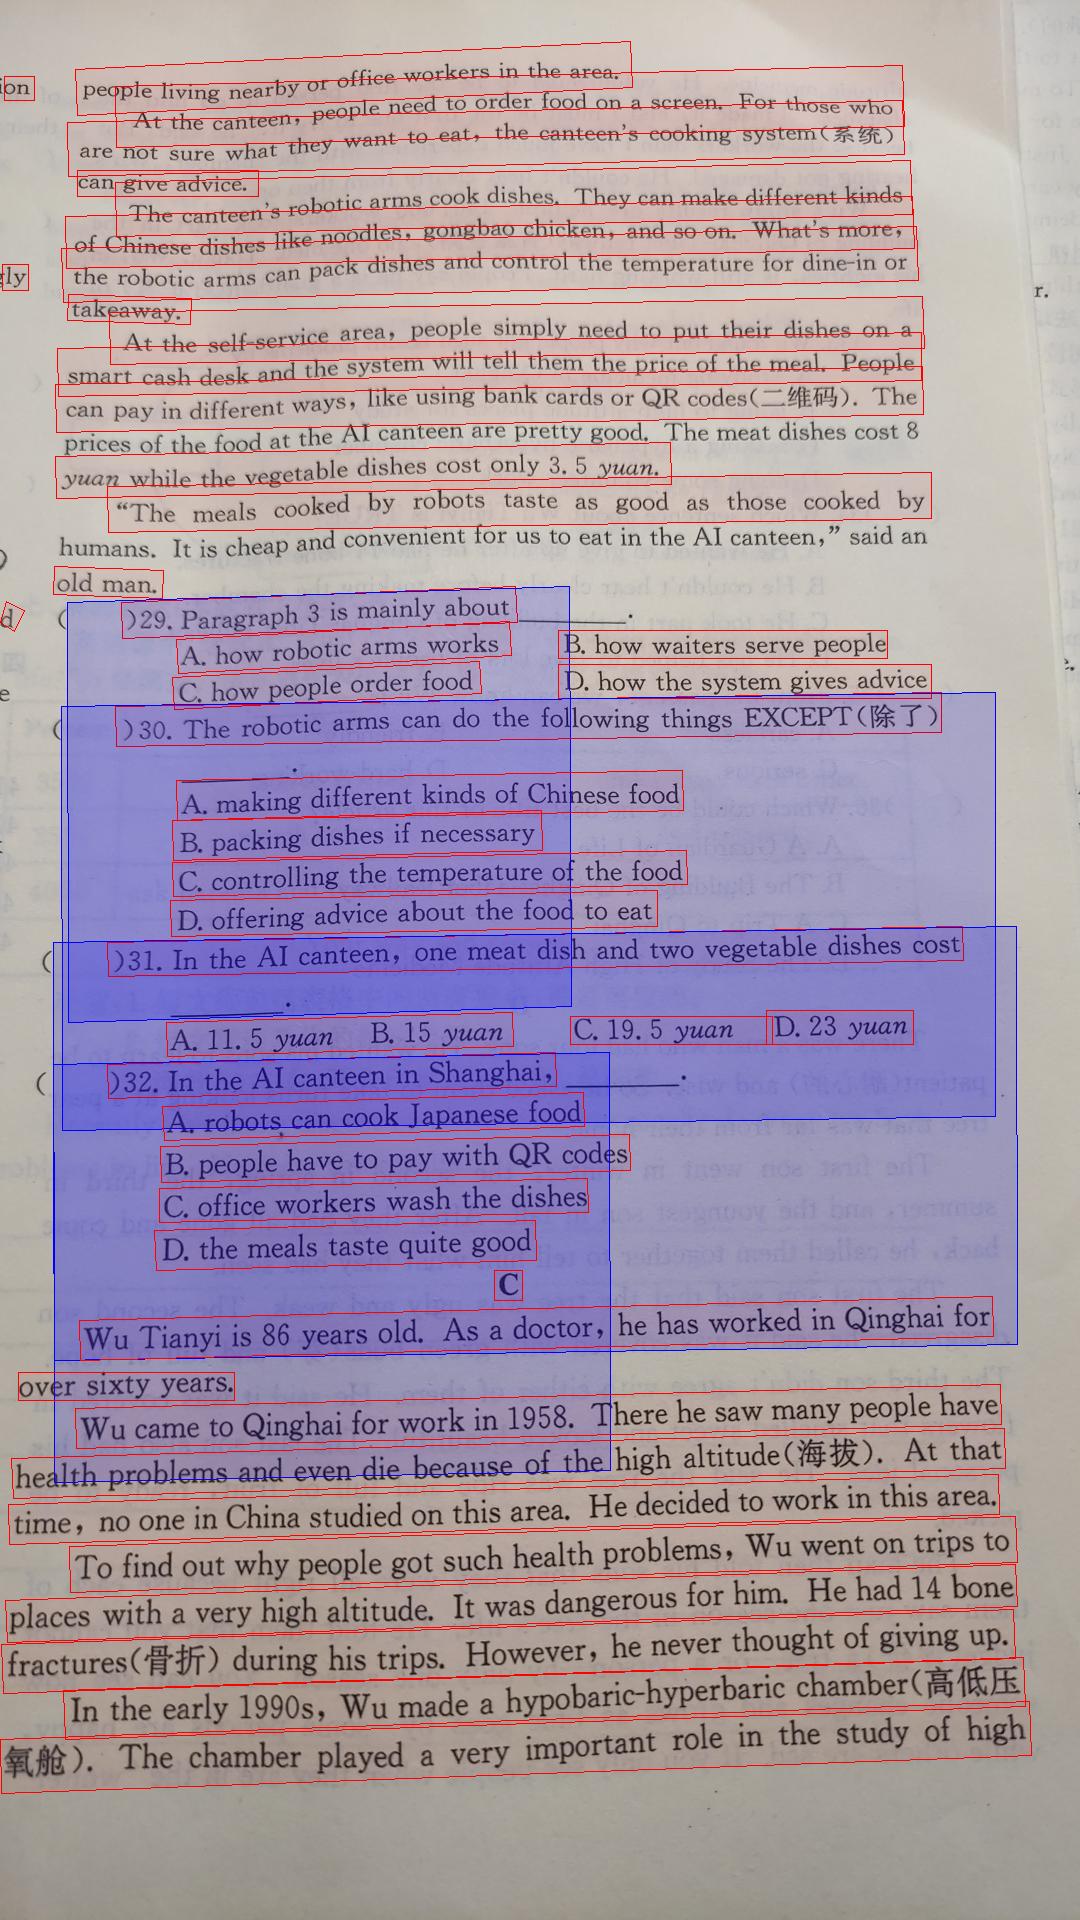 ion
people living nearby or office workers in the area.
At the canteen, people need to order food on a screen. For those who
are not sure what they want to eat, the canteen's cooking system(系统)
can give advice.
The canteen's robotic arms cook dishes. They can make different kinds
of Chinese dishes like noodles, gongbao chicken, and so on. What's more,
the robotic arms can pack dishes and control the temperature for dine-in or
takeaway.
At the self-service area, people simply need to put their dishes on a
smart cash desk and the system will tell them the price of the meal. People
can pay in different ways, like using bank cards or QR codes(二维码). The
prices of the food at the AI canteen are pretty good. The meat dishes cost 8
yuan while the vegetable dishes cost only 3. 5 yuan.
“The meals cooked by robots taste as good as those cooked by
humans. It is cheap and convenient for us to eat in the AI canteen,” said an
old man.
( )29. Paragraph 3 is mainly about ________.
A. how robotic arms works B. how waiters serve people
C. how people order food D. how the system gives advice
( )30. The robotic arms can do the following things EXCEPT(除了)
________.
A. making different kinds of Chinese food
B. packing dishes if necessary
C. controlling the temperature of the food
D. offering advice about the food to eat
( )31. In the AI canteen, one meat dish and two vegetable dishes cost
________.
A. 11. 5 yuan B. 15 yuan C. 19. 5 yuan D. 23 yuan
( )32. In the AI canteen in Shanghai, ________.
A. robots can cook Japanese food
B. people have to pay with QR codes
C. office workers wash the dishes
D. the meals taste quite good
C
Wu Tianyi is 86 years old. As a doctor, he has worked in Qinghai for
over sixty years.
Wu came to Qinghai for work in 1958. There he saw many people have
health problems and even die because of the high altitude(海拔). At that
time, no one in China studied on this area. He decided to work in this area.
To find out why people got such health problems, Wu went on trips to
places with a very high altitude. It was dangerous for him. He had 14 bone
fractures(骨折) during his trips. However, he never thought of giving up.
In the early 1990s, Wu made a hypobaric-hyperbaric chamber(高低压
氧舱). The chamber played a very important role in the study of high